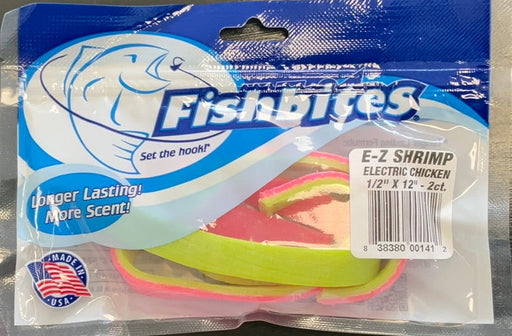 Fishbites®
Set the hook!®
Longer Lasting!
More Scent!
E-Z SHRIMP
ELECTRIC CHICKEN
1/2" X 12" - 2ct.
8 38380 00141 2
MADE IN
U.S.A.